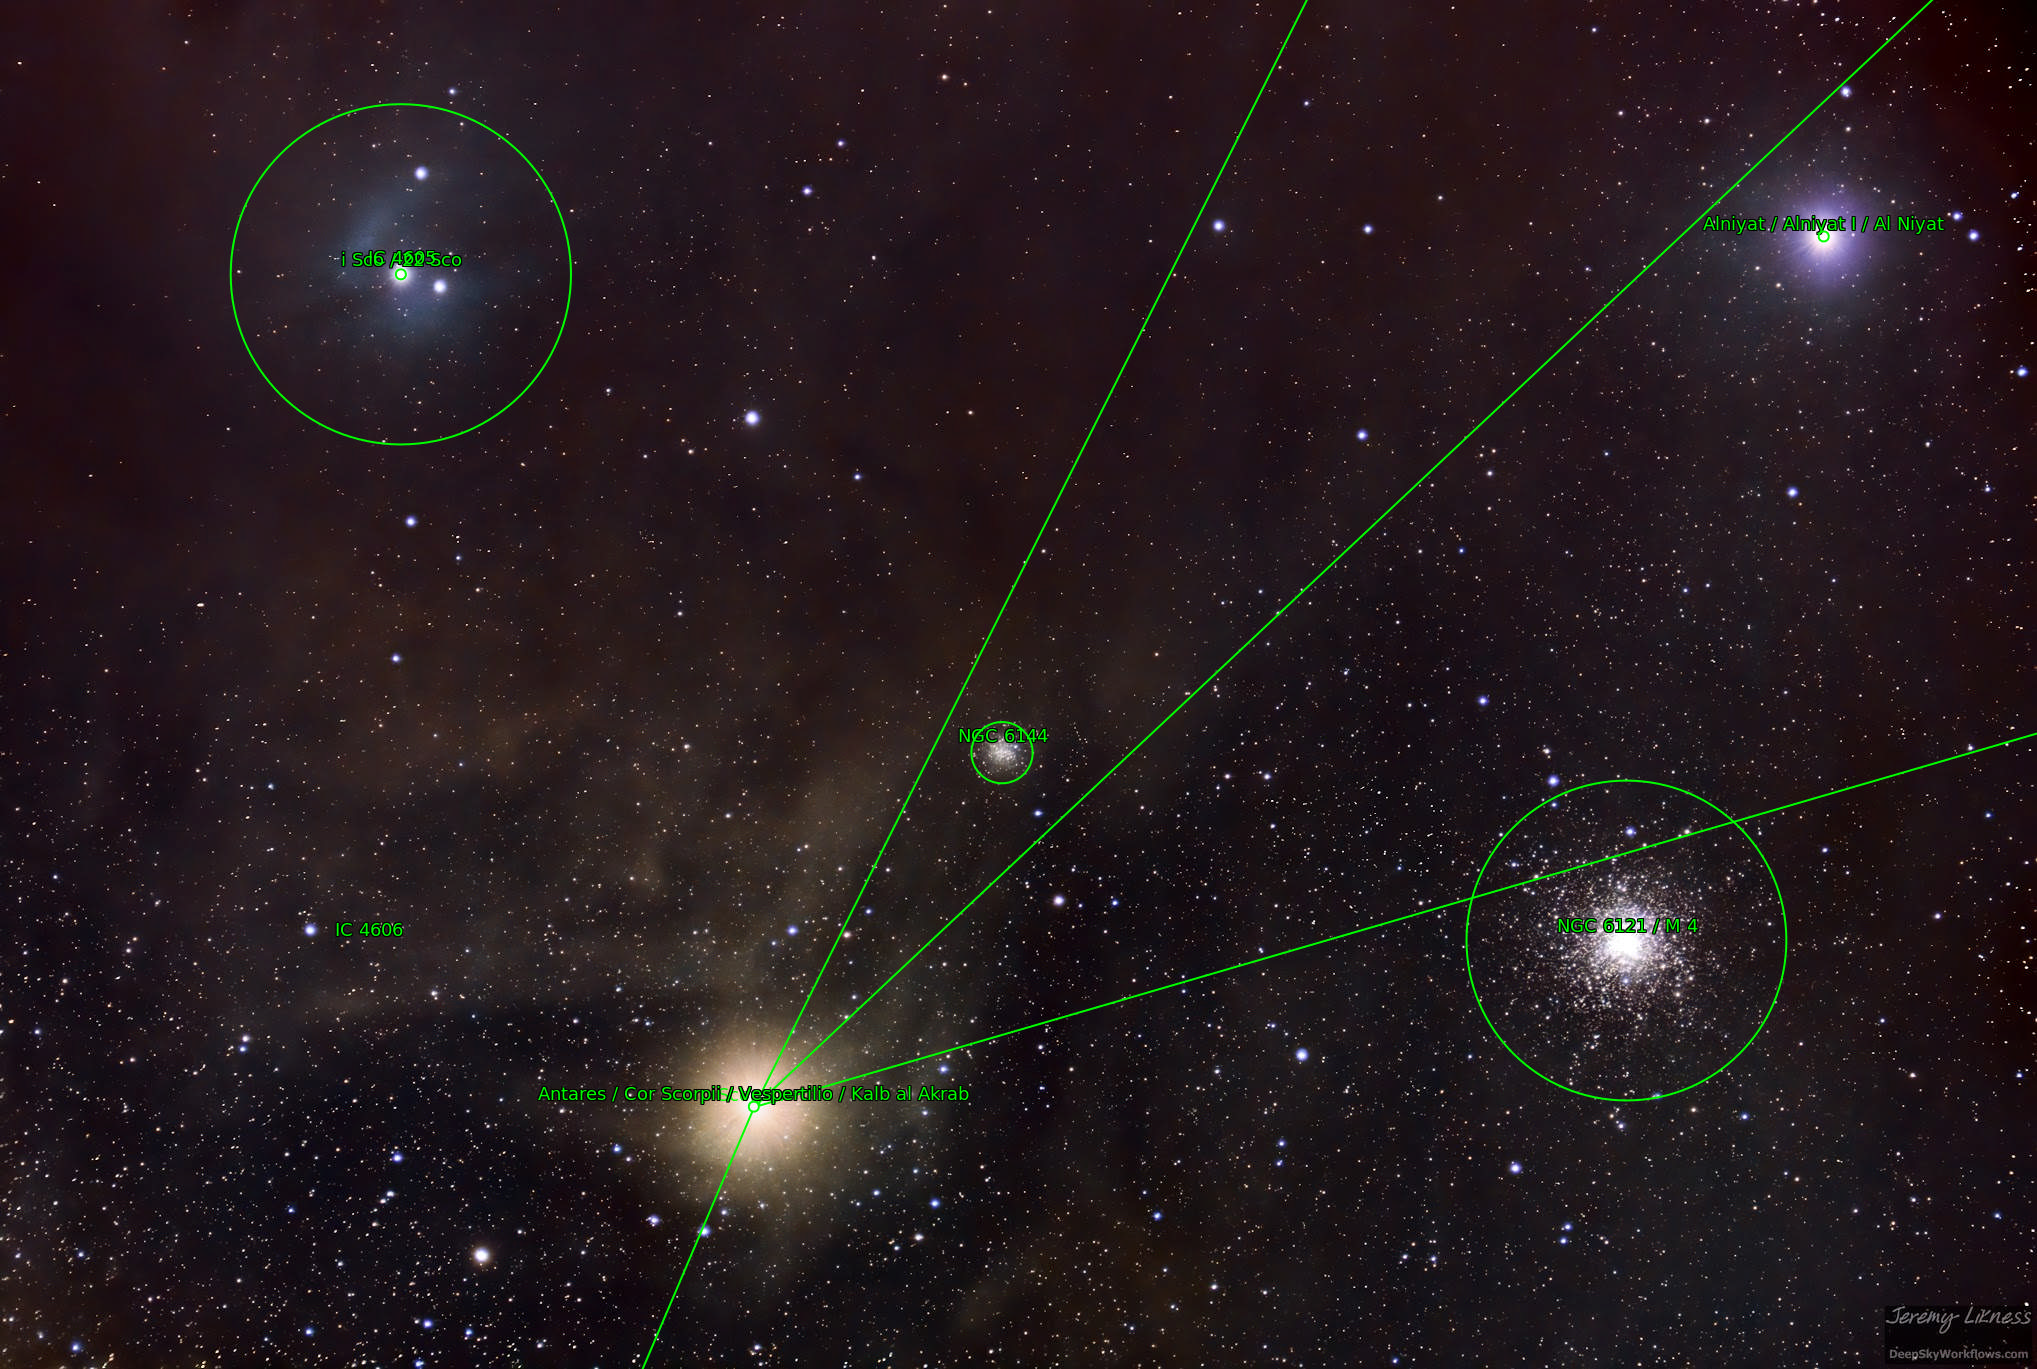 Alniyat / Alniyat I / Al Niyat
IC 4605
i Sco / 22 Sco
NGC 6144
NGC 6121 / M 4
IC 4606
Antares / Cor Scorpii / Vespertilio / Kalb al Akrab
Jeremy Likness
DeepSkyWorkflows.com